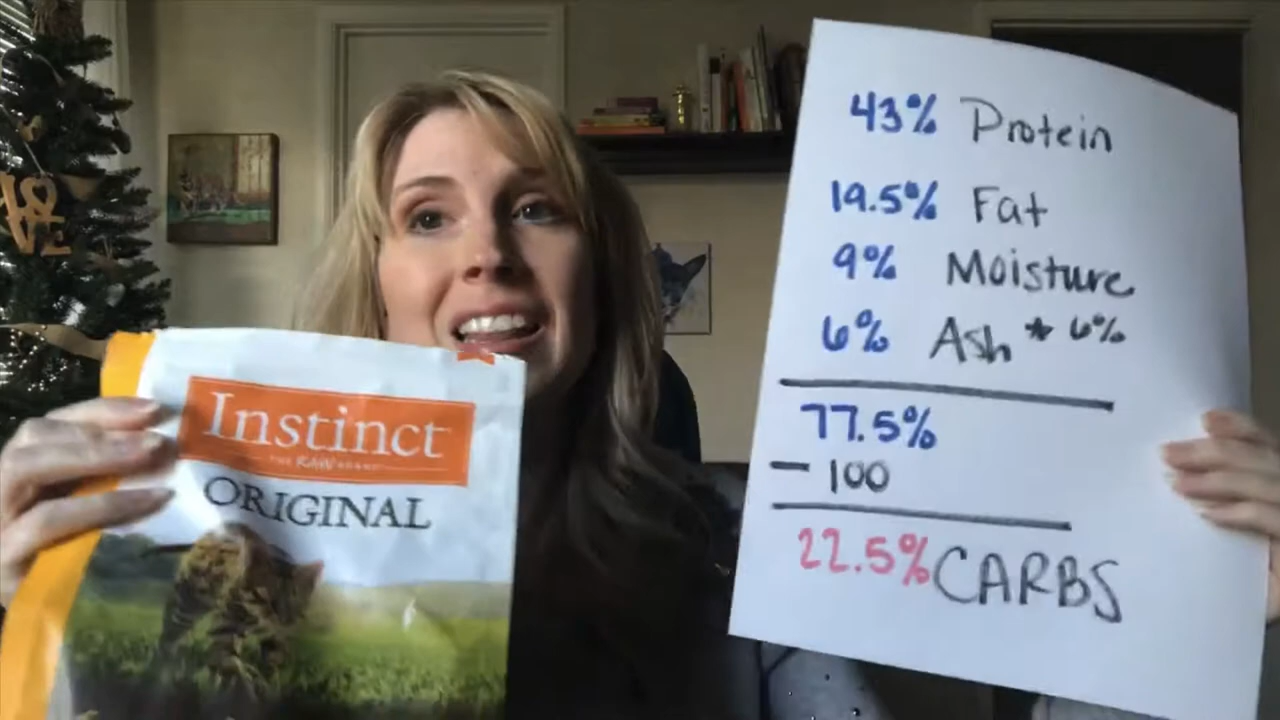 LOVE
Instinct
THE RAW BRAND
ORIGINAL
43% Protein
19.5% Fat
9% Moisture
6% Ash * 6%
77.5%
- 100
22.5% CARBS